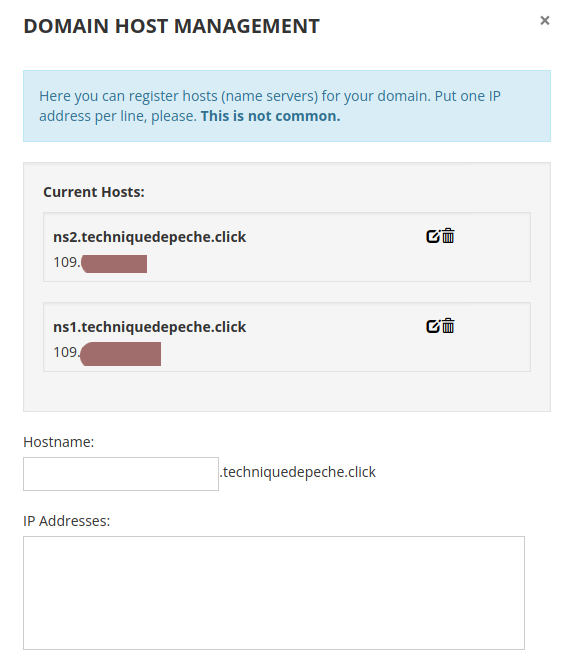 DOMAIN HOST MANAGEMENT
×
Here you can register hosts (name servers) for your domain. Put one IP
address per line, please. This is not common.
Current Hosts:
ns2.techniquedepeche.click
109.
ns1.techniquedepeche.click
109.
Hostname:
.techniquedepeche.click
IP Addresses: